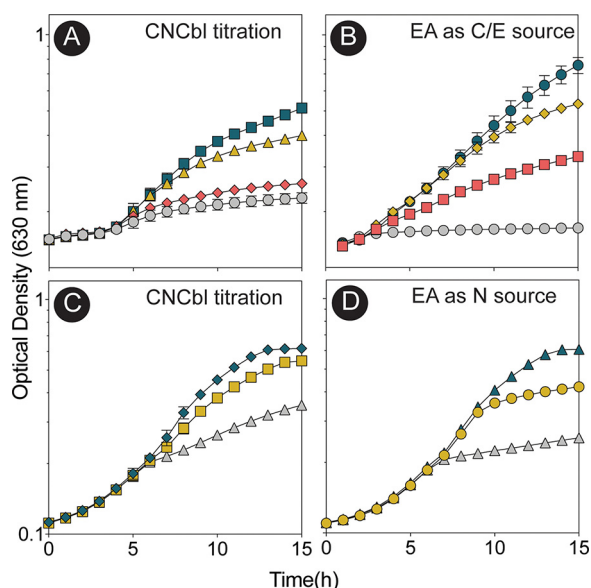 A CNCbl titration
B EA as C/E source
1
C CNCbl titration
D EA as N source
1
0.1
Optical Density (630 nm)
0 5 10 15
0 5 10 15
Time(h)